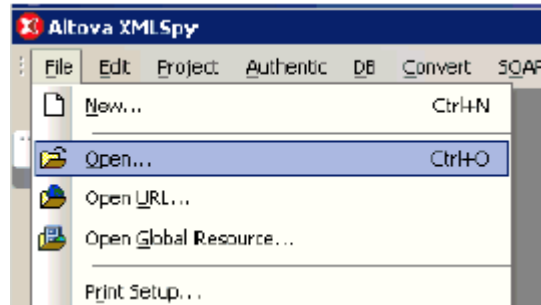 Altova XMLSpy
File Edit Project Authentic DB Convert SOAP
New... Ctrl+N
Open... Ctrl+O
Open URL...
Open Global Resource...
Print Setup...